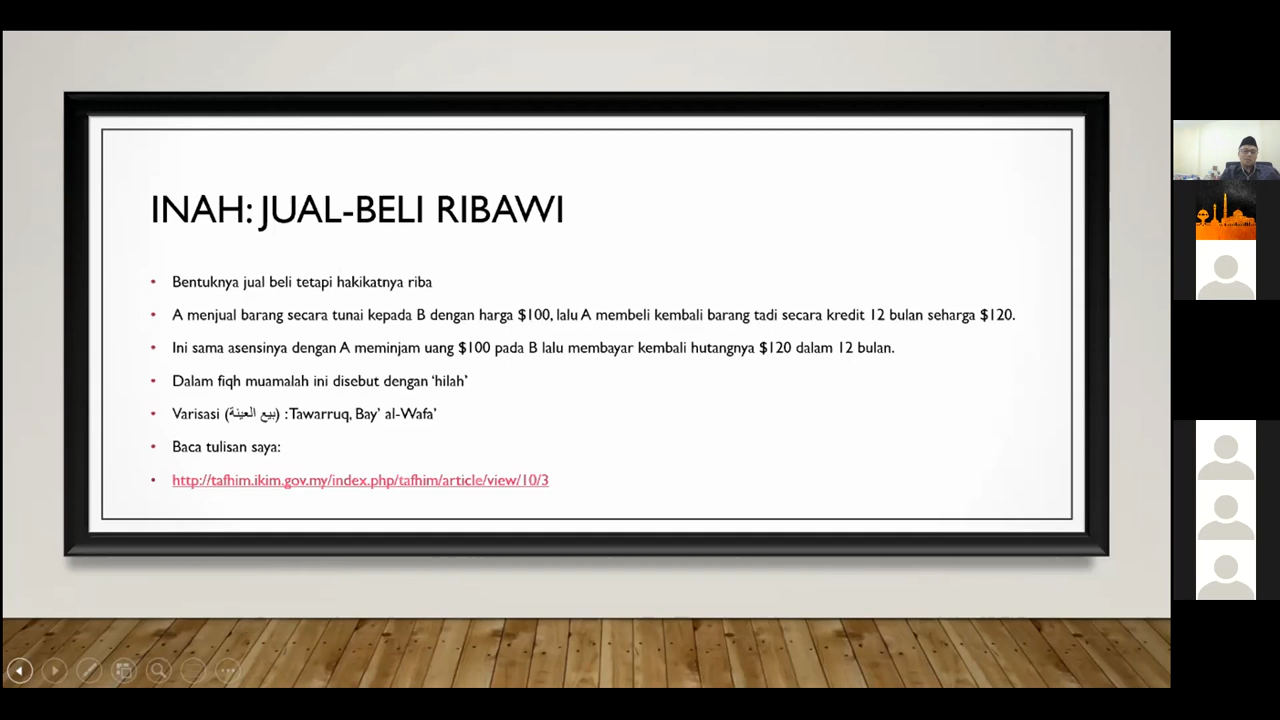 INAH: JUAL-BELI RIBAWI
• Bentuknya jual beli tetapi hakikatnya riba
• A menjual barang secara tunai kepada B dengan harga $100, lalu A membeli kembali barang tadi secara kredit 12 bulan seharga $120.
• Ini sama asensinya dengan A meminjam uang $100 pada B lalu membayar kembali hutangnya $120 dalam 12 bulan.
• Dalam fiqh muamalah ini disebut dengan ‘hilah’
• Varisasi (بيع العينة) :Tawarruq, Bay’ al-Wafa’
• Baca tulisan saya:
• http://tafhim.ikim.gov.my/index.php/tafhim/article/view/10/3